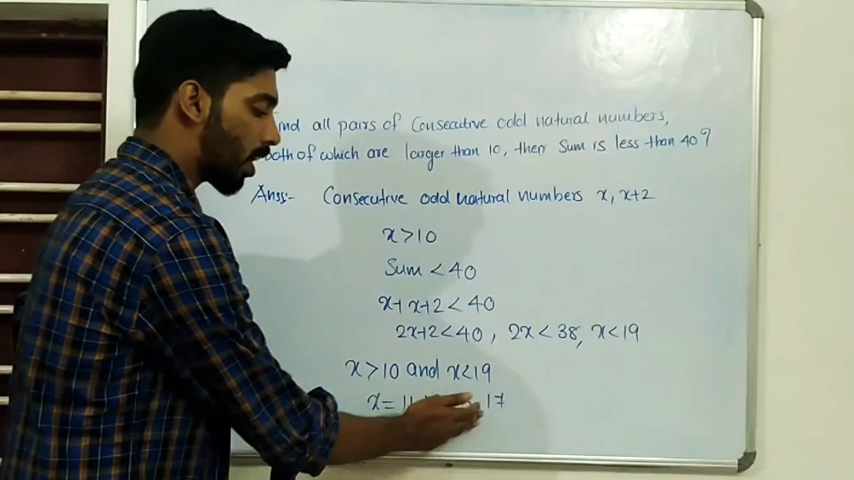 ind all pairs of Consecutive odd natural numbers,
both of which are larger than 10, their Sum is less than 40?
Anss:- Consecutive odd natural numbers x, x+2
x>10
Sum <40
x+x+2<40
2x+2<40, 2x<38, x<19
x>10 and x<19
x= 11 17